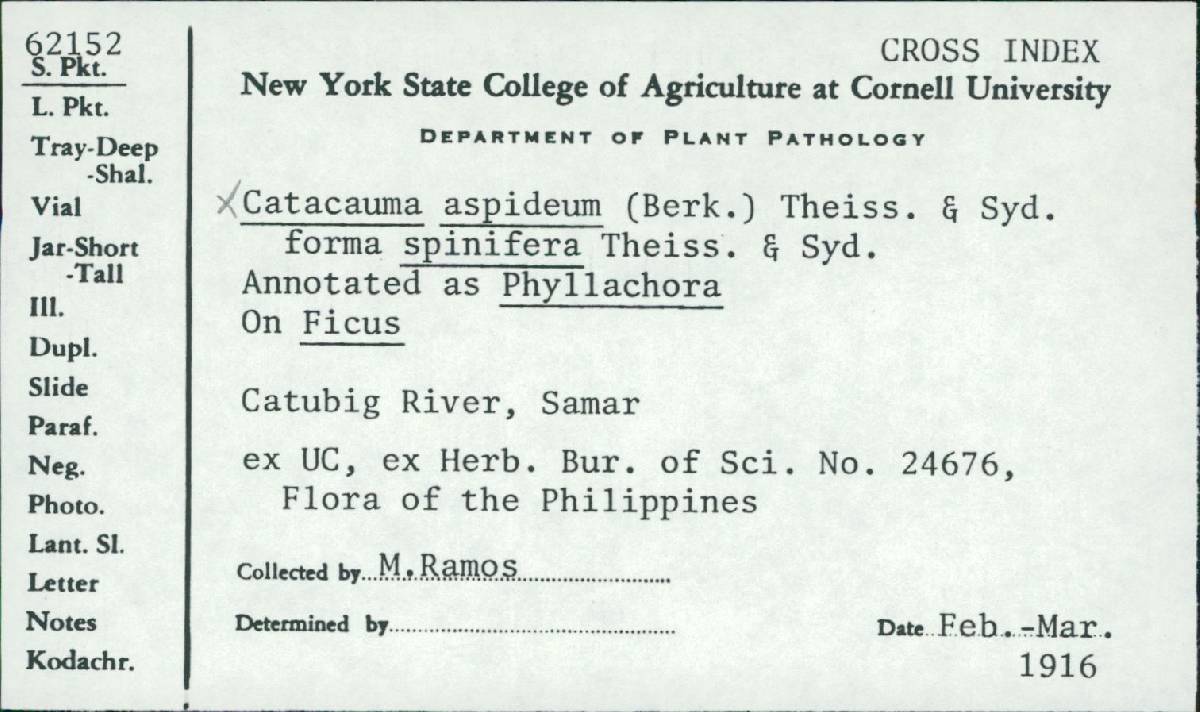 62152
S. Pkt.
L. Pkt.
Tray-Deep
-Shal.
Vial
Jar-Short
-Tall
Ill.
Dupl.
Slide
Paraf.
Neg.
Photo.
Lant. Sl.
Letter
Notes
Kodachr.
CROSS INDEX
New York State College of Agriculture at Cornell University
DEPARTMENT OF PLANT PATHOLOGY
xCatacauma aspideum (Berk.) Theiss. & Syd.
forma spinifera Theiss. & Syd.
Annotated as Phyllachora
On Ficus
Catubig River, Samar
ex UC, ex Herb. Bur. of Sci. No. 24676,
Flora of the Philippines
Collected by M.Ramos
Determined by
Date Feb.-Mar.
1916